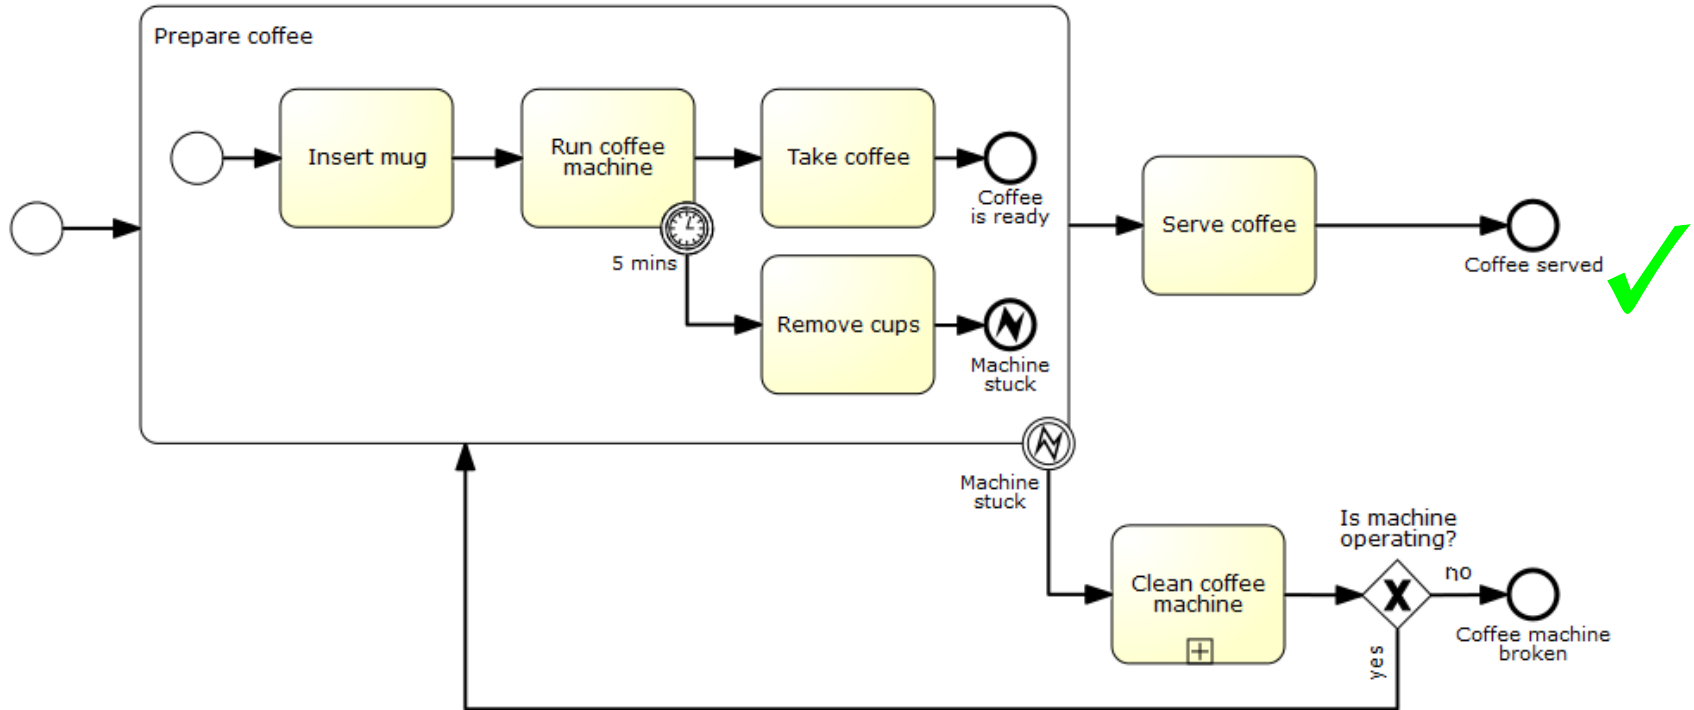 Prepare coffee
Insert mug
Run coffee
machine
Take coffee
Coffee
is ready
5 mins
Remove cups
Machine
stuck
Serve coffee
Coffee served
Machine
stuck
Clean coffee
machine
Is machine
operating?
no
yes
Coffee machine
broken